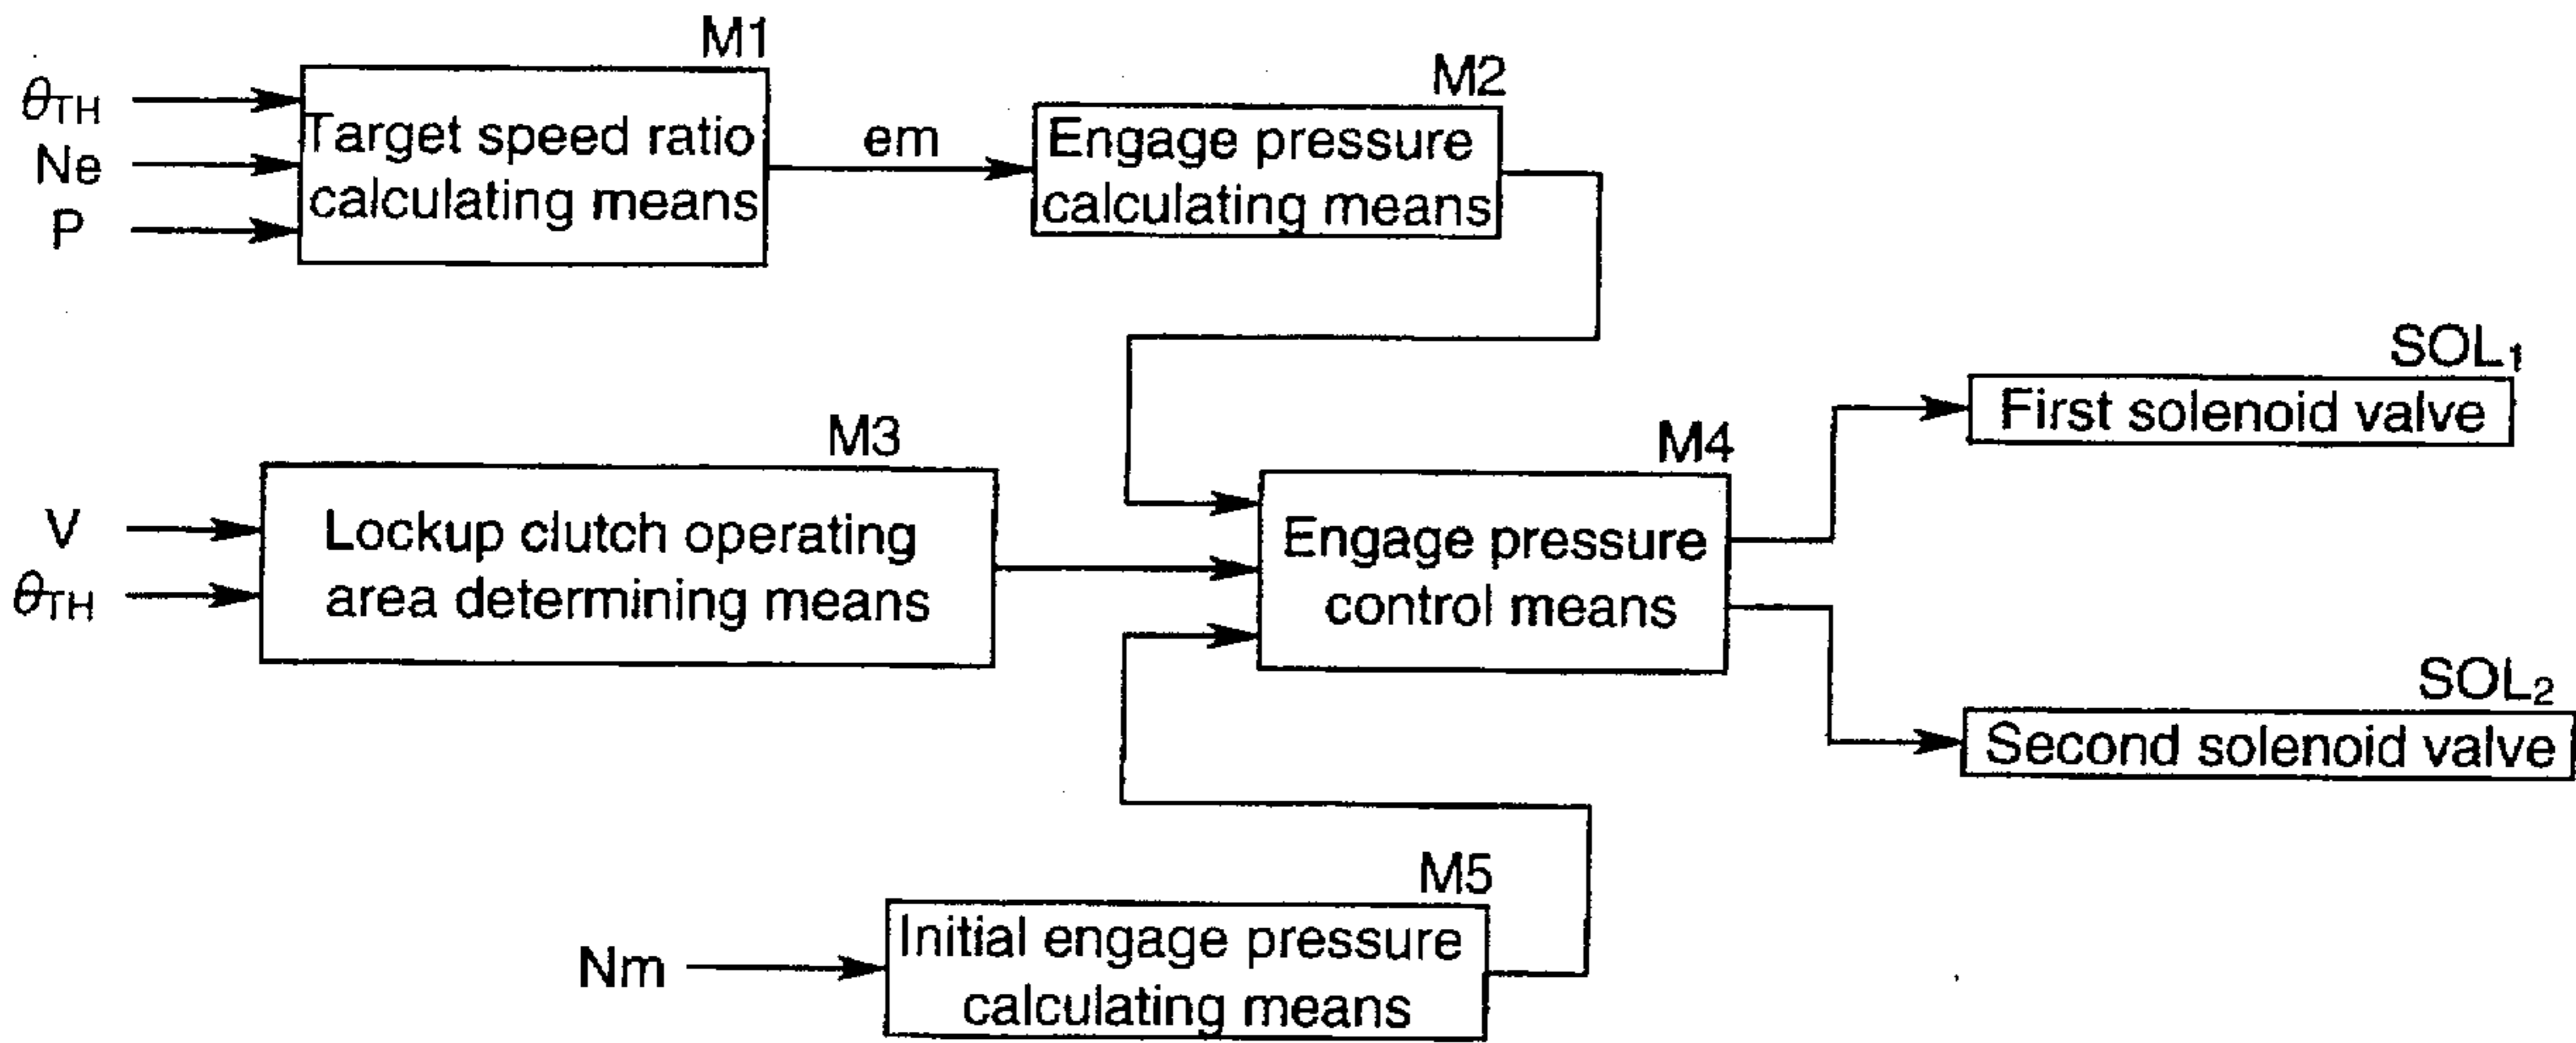 M1
θTH
Ne
P
Target speed ratio
calculating means
em
M2
Engage pressure
calculating means
M3
V
θTH
Lockup clutch operating
area determining means
M4
Engage pressure
control means
SOL1
First solenoid valve
SOL2
Second solenoid valve
M5
Nm
Initial engage pressure
calculating means